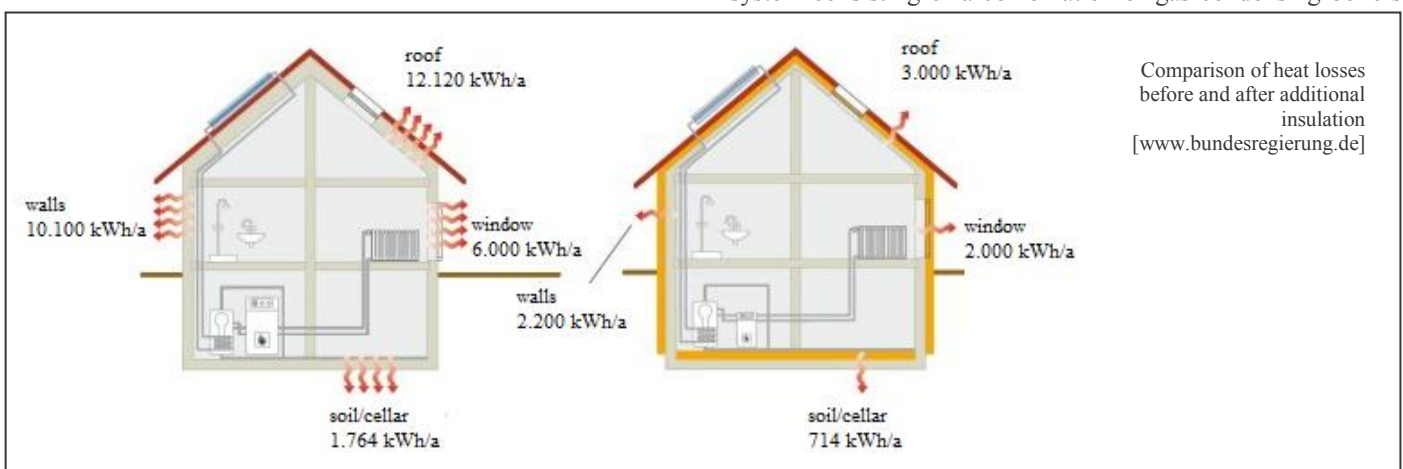 roof
12.120 kWh/a
walls
10.100 kWh/a
window
6.000 kWh/a
soil/cellar
1.764 kWh/a
roof
3.000 kWh/a
walls
2.200 kWh/a
window
2.000 kWh/a
soil/cellar
714 kWh/a
Comparison of heat losses
before and after additional
insulation
[www.bundesregierung.de]